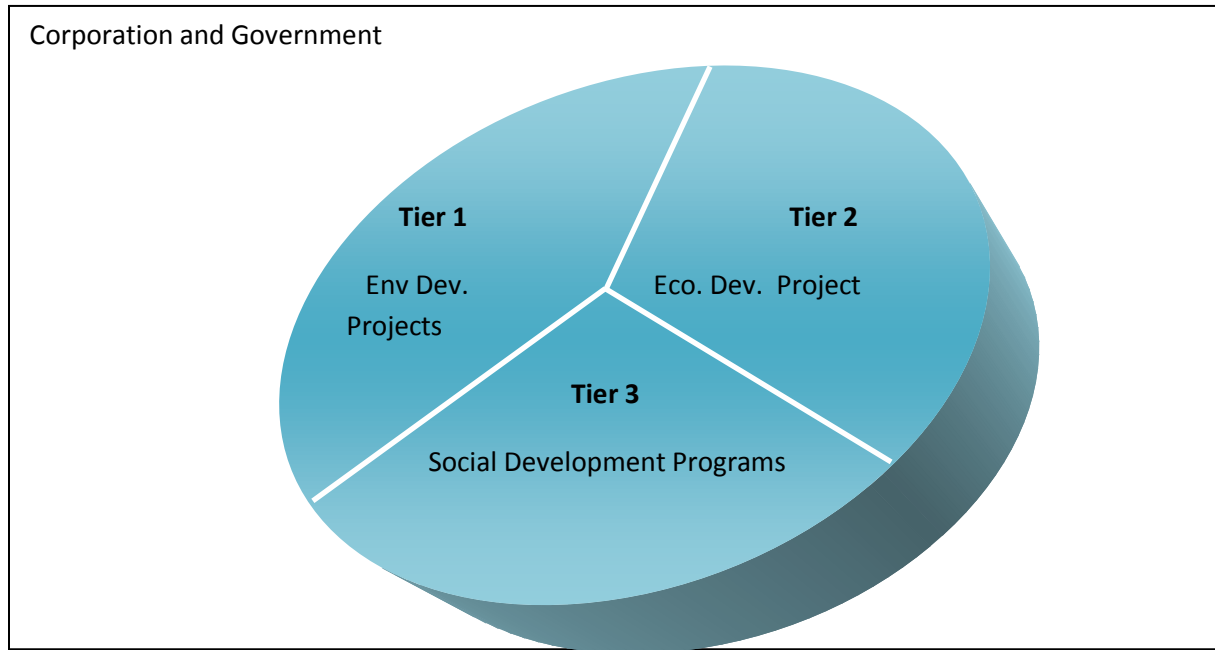 Corporation and Government
Tier 1
Env Dev.
Projects
Tier 2
Eco. Dev. Project
Tier 3
Social Development Programs